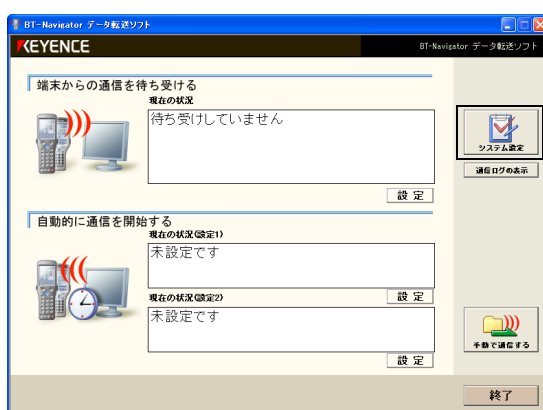 BT-Navigator データ転送ソフト
KEYENCE
BT-Navigator データ転送ソフト
端末からの通信を待ち受ける
現在の状況
待ち受けしていません
設 定
システム設定
通信ログの表示
自動的に通信を開始する
現在の状況(設定1)
未設定です
設 定
現在の状況(設定2)
未設定です
設 定
手動で通信する
終了